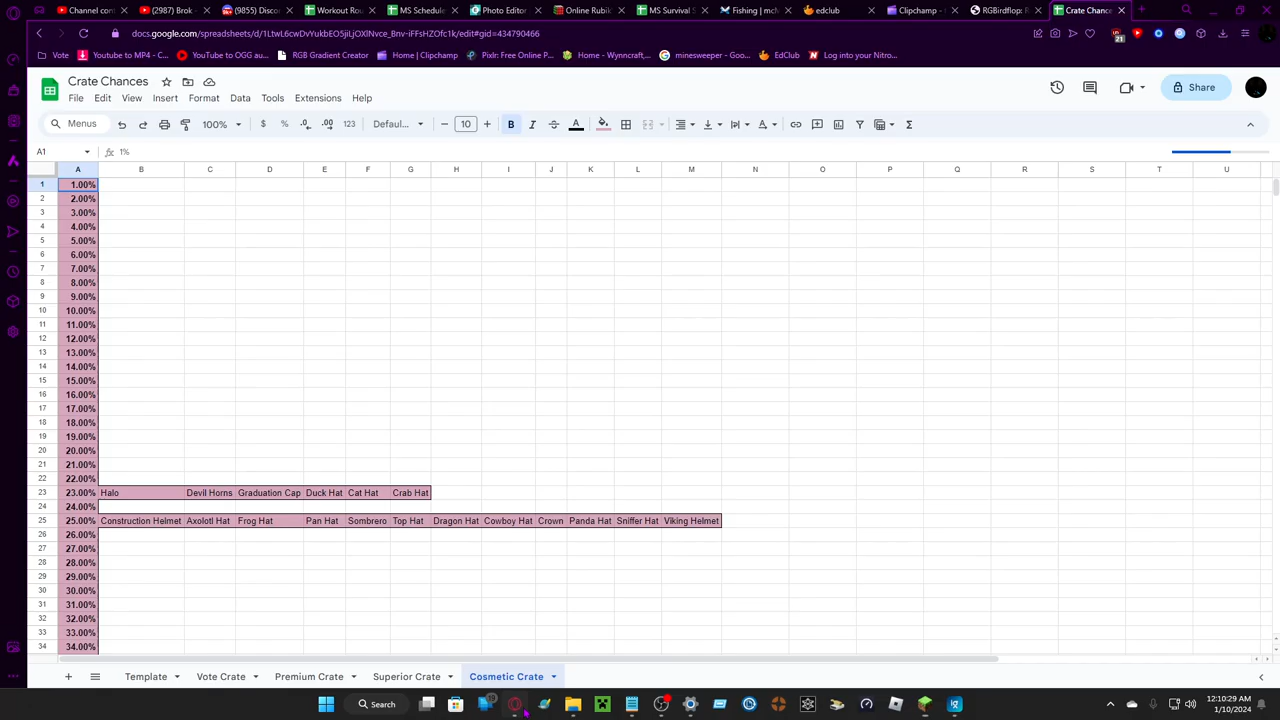 Channel conten
(2987) Brok
(9855) Discor
Workout Rou
MS Schedule
Photo Editor
Online Rubik
MS Survival S
Fishing | mcM
edclub
Clipchamp - 
RGBirdflop: R
Crate Chances
docs.google.com/spreadsheets/d/1LtwL6cwDvYukbEO5jiLjOXlNvce_Bnv-iFFsHZOfc1k/edit#gid=434790466
21
Vote
Youtube to MP4 - C...
YouTube to OGG au...
RGB Gradient Creator
Home | Clipchamp
Pixlr: Free Online P...
Home - Wynncraft,...
minesweeper - Goo...
EdClub
Log into your Nitro...
Crate Chances
File Edit View Insert Format Data Tools Extensions Help
Share
Menus 100% $ % .0 .00 123 Defaul... − 10 + B I A
A1 fx 1%
A B C D E F G H I J K L M N O P Q R S T U
1 1.00%
2 2.00%
3 3.00%
4 4.00%
5 5.00%
6 6.00%
7 7.00%
8 8.00%
9 9.00%
10 10.00%
11 11.00%
12 12.00%
13 13.00%
14 14.00%
15 15.00%
16 16.00%
17 17.00%
18 18.00%
19 19.00%
20 20.00%
21 21.00%
22 22.00%
23 23.00% Halo Devil Horns Graduation Cap Duck Hat Cat Hat Crab Hat
24 24.00%
25 25.00% Construction Helmet Axolotl Hat Frog Hat Pan Hat Sombrero Top Hat Dragon Hat Cowboy Hat Crown Panda Hat Sniffer Hat Viking Helmet
26 26.00%
27 27.00%
28 28.00%
29 29.00%
30 30.00%
31 31.00%
32 32.00%
33 33.00%
34 34.00%
+ Template Vote Crate Premium Crate Superior Crate Cosmetic Crate
Search
12:10:29 AM
1/10/2024